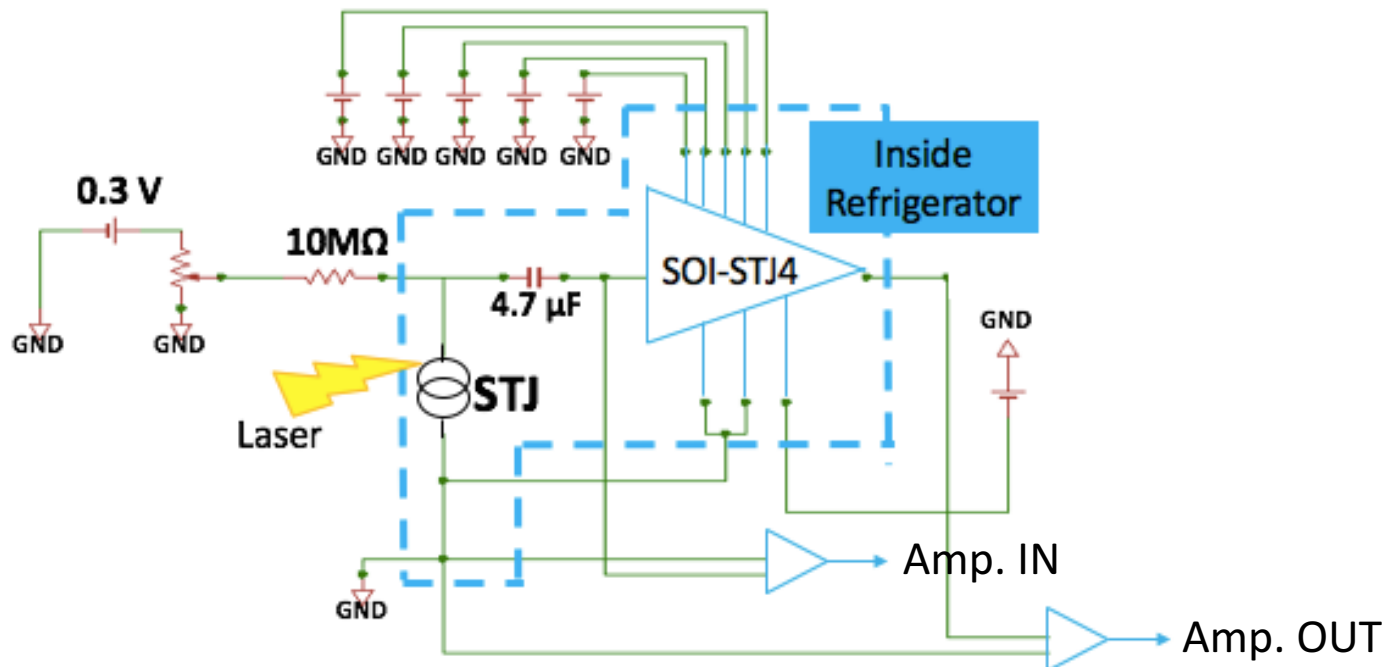 GND GND GND GND GND
Inside
Refrigerator
0.3 V
10MΩ
SOI-STJ4
4.7 µF
GND
GND
GND
STJ
Laser
Amp. IN
GND
Amp. OUT